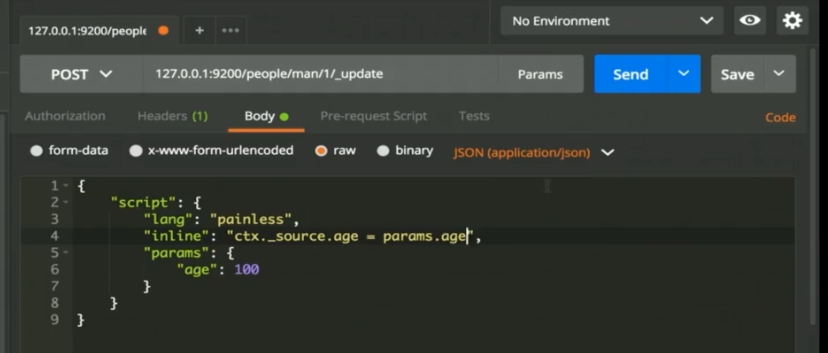 127.0.0.1:9200/people + ••• No Environment
POST 127.0.0.1:9200/people/man/1/_update Params Send Save
Authorization Headers (1) Body Pre-request Script Tests Code
form-data x-www-form-urlencoded raw binary JSON (application/json)
1 {
2 "script": {
3 "lang": "painless",
4 "inline": "ctx._source.age = params.age",
5 "params": {
6 "age": 100
7 }
8 }
9 }